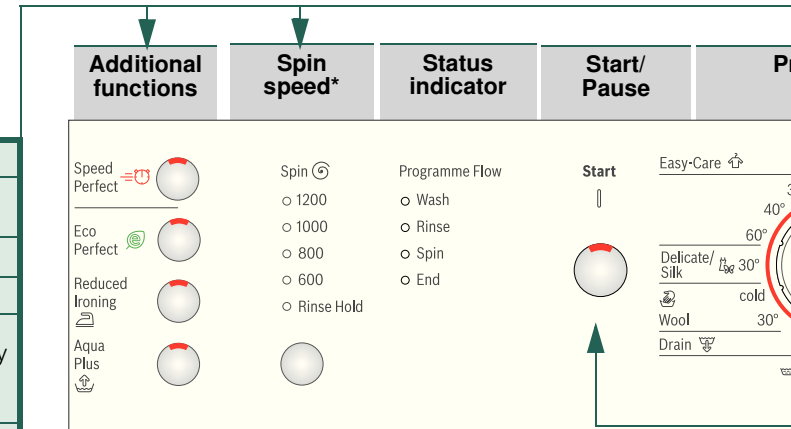 Additional
functions
Spin
speed*
Status
indicator
Start/
Pause
Speed
Perfect
Eco
Perfect
Reduced
Ironing
Aqua
Plus
Spin
1200
1000
800
600
Rinse Hold
Programme Flow
Wash
Rinse
Spin
End
Start
Easy-Care
40°
60°
Delicate/
Silk 30°
cold
Wool 30°
Drain